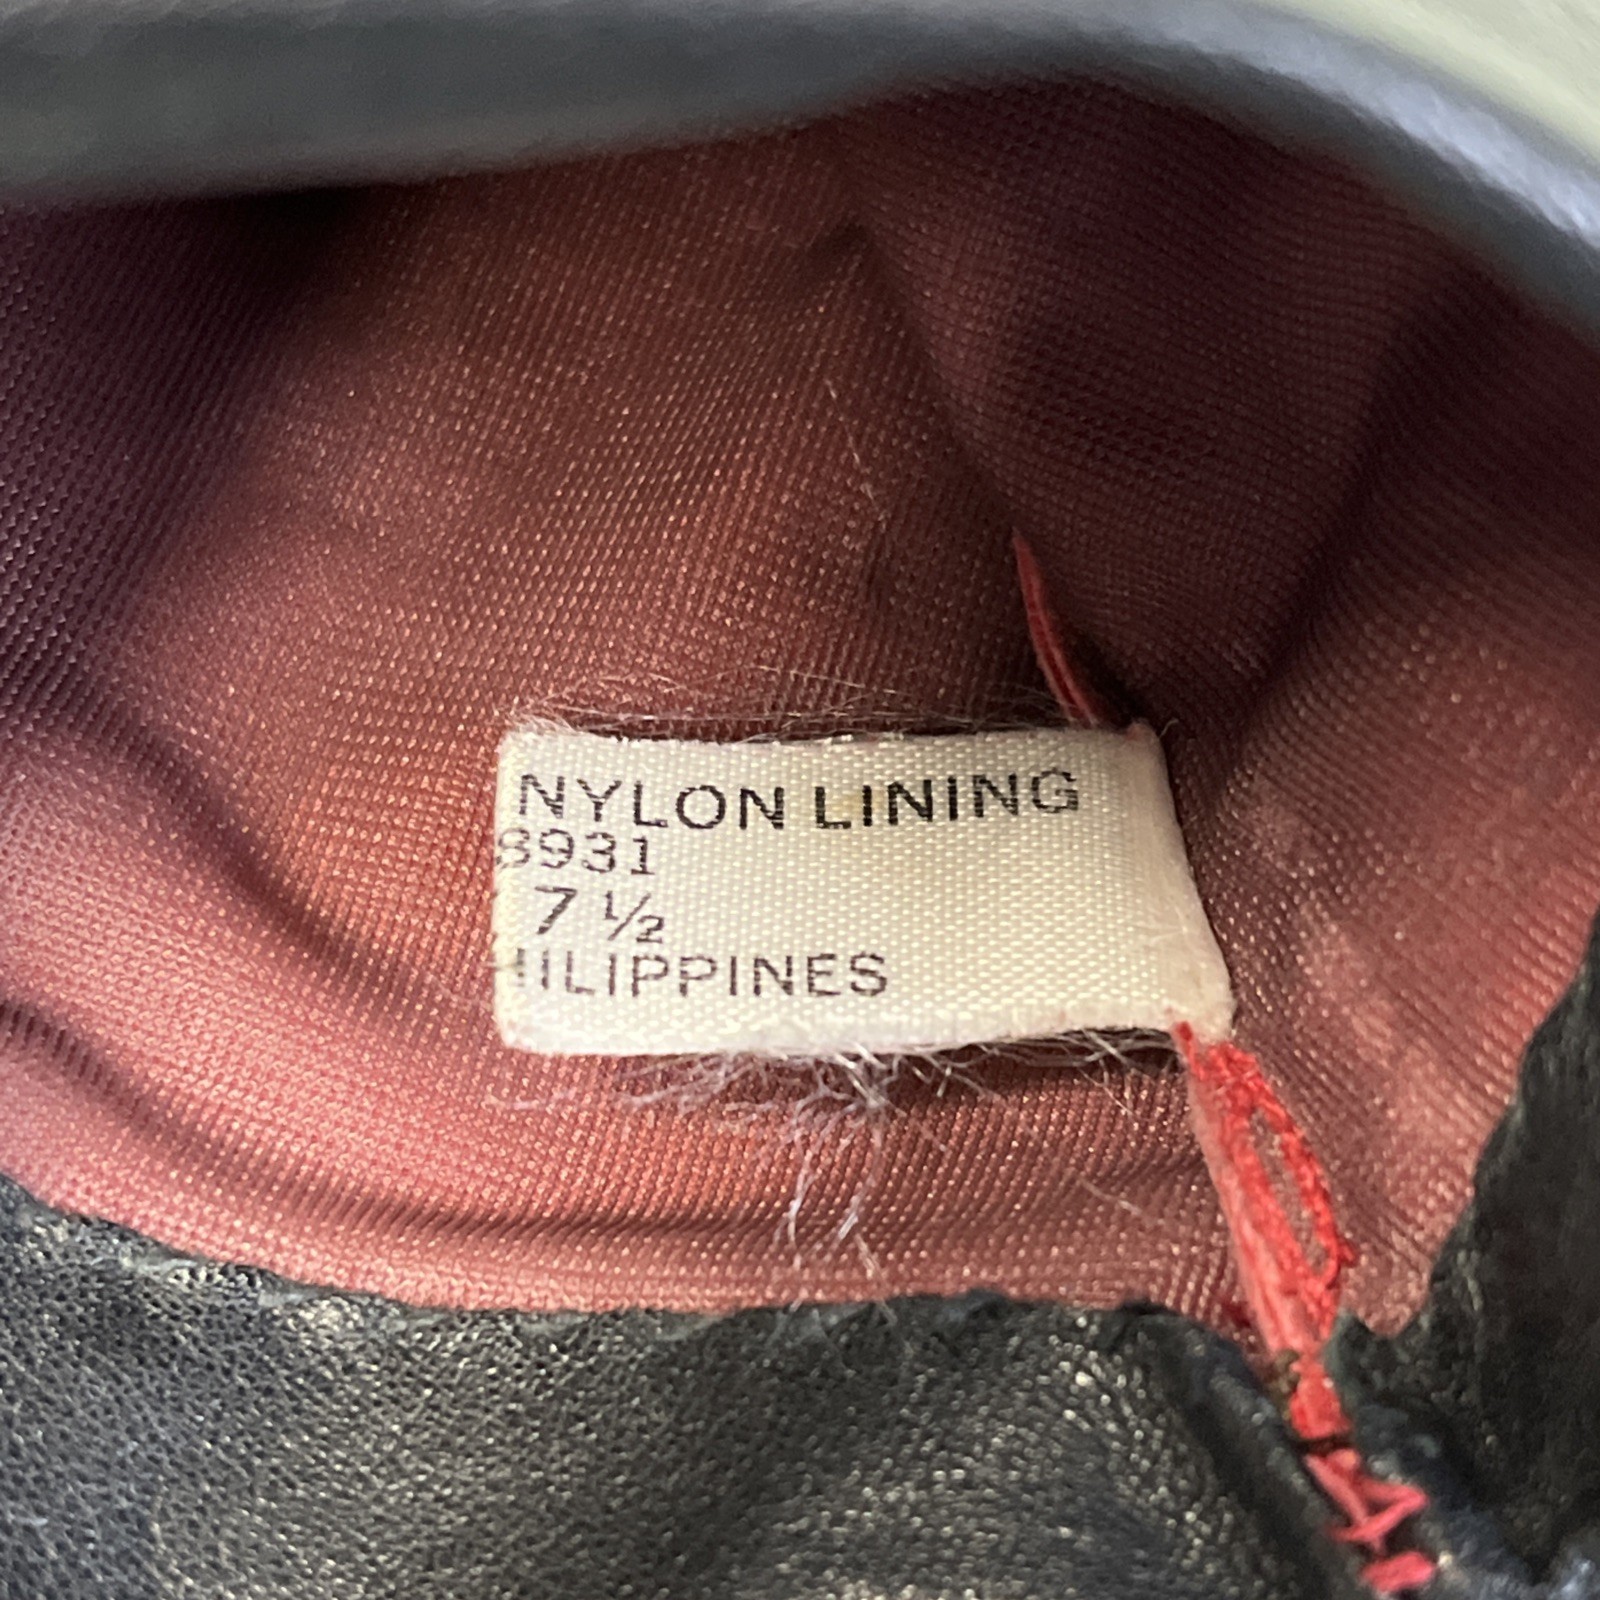 NYLON LINING
8931
7 ½
HILIPPINES